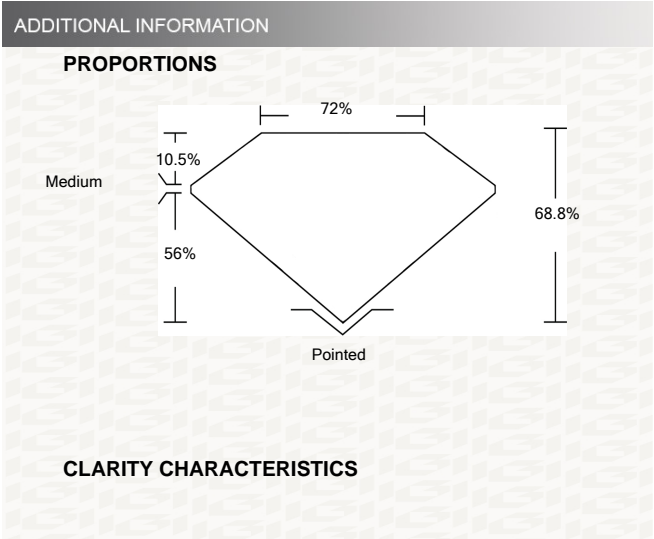 ADDITIONAL INFORMATION
PROPORTIONS
72%
10.5%
Medium
68.8%
56%
Pointed
CLARITY CHARACTERISTICS